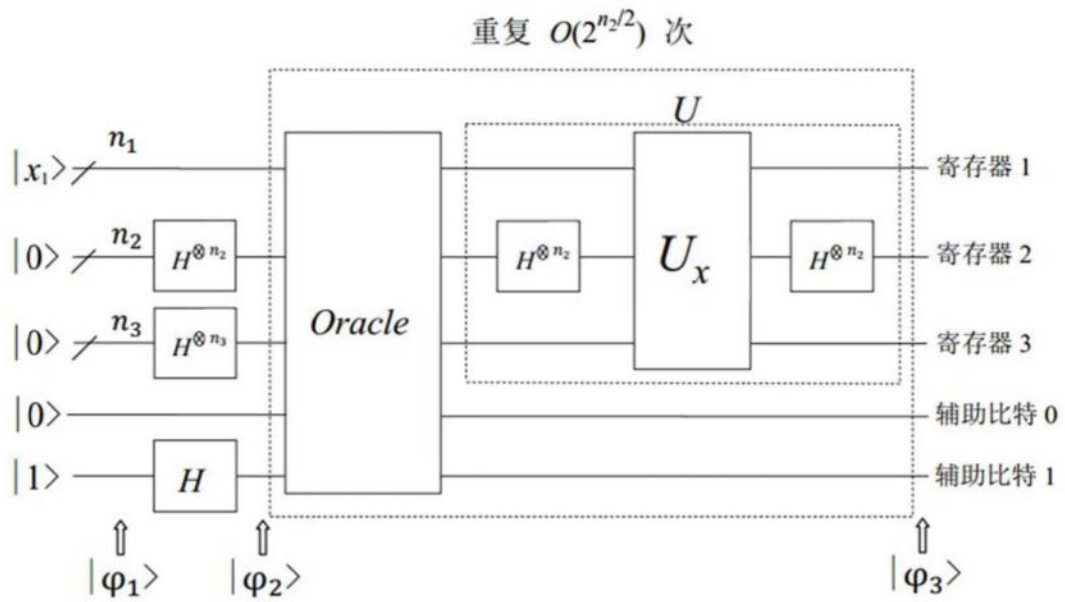 重复 O(2^{n₂/2}) 次
U
|x₁> n₁ 寄存器 1
|0> n₂ H^{⊗ n₂} H^{⊗ n₂} Uₓ H^{⊗ n₂} 寄存器 2
|0> n₃ H^{⊗ n₃} Oracle 寄存器 3
|0> 辅助比特 0
|1> H 辅助比特 1
|φ₁> |φ₂> |φ₃>